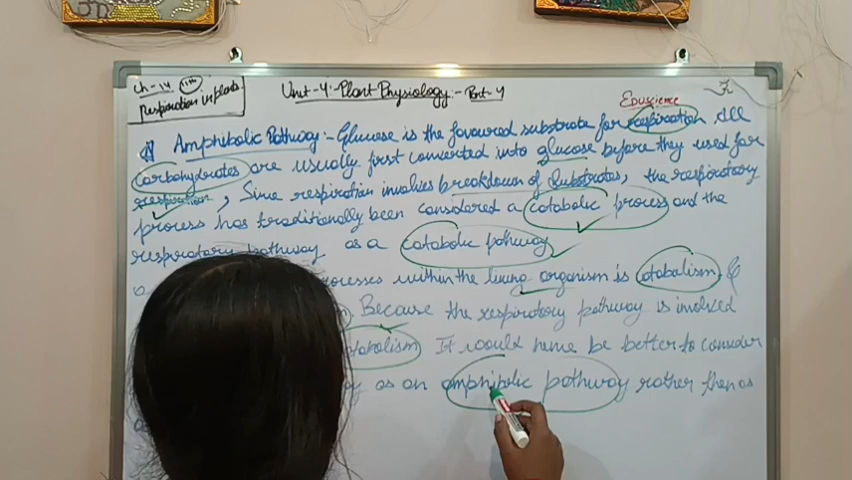 Ch-14 11th
Respiration in plants
Unit-4:- Plant Physiology:- Part-4
Eduscience
Amphibolic Pathway:- Glucose is the favoured substrate for respiration All
carbohydrates are usually first converted into glucose before they used for
respiration, Since respiration involves breakdown of Substrates, the respiratory
process has traditionally been considered a catabolic process and the
respiratory pathway as a catabolic pathway
processes within the living organism is catabolism &
Because the respiratory pathway is involved
It would be better to consider
as an amphibolic pathway rather than as